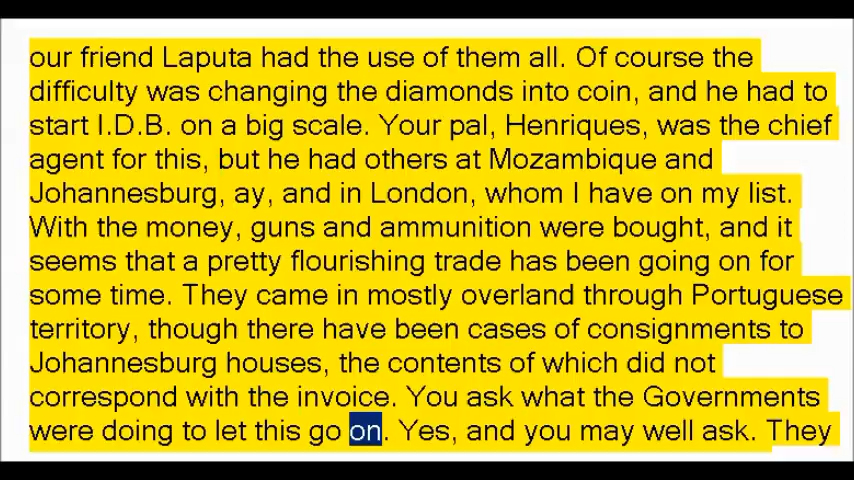 our friend Laputa had the use of them all. Of course the
difficulty was changing the diamonds into coin, and he had to
start I.D.B. on a big scale. Your pal, Henriques, was the chief
agent for this, but he had others at Mozambique and
Johannesburg, ay, and in London, whom I have on my list.
With the money, guns and ammunition were bought, and it
seems that a pretty flourishing trade has been going on for
some time. They came in mostly overland through Portuguese
territory, though there have been cases of consignments to
Johannesburg houses, the contents of which did not
correspond with the invoice. You ask what the Governments
were doing to let this go on. Yes, and you may well ask. They